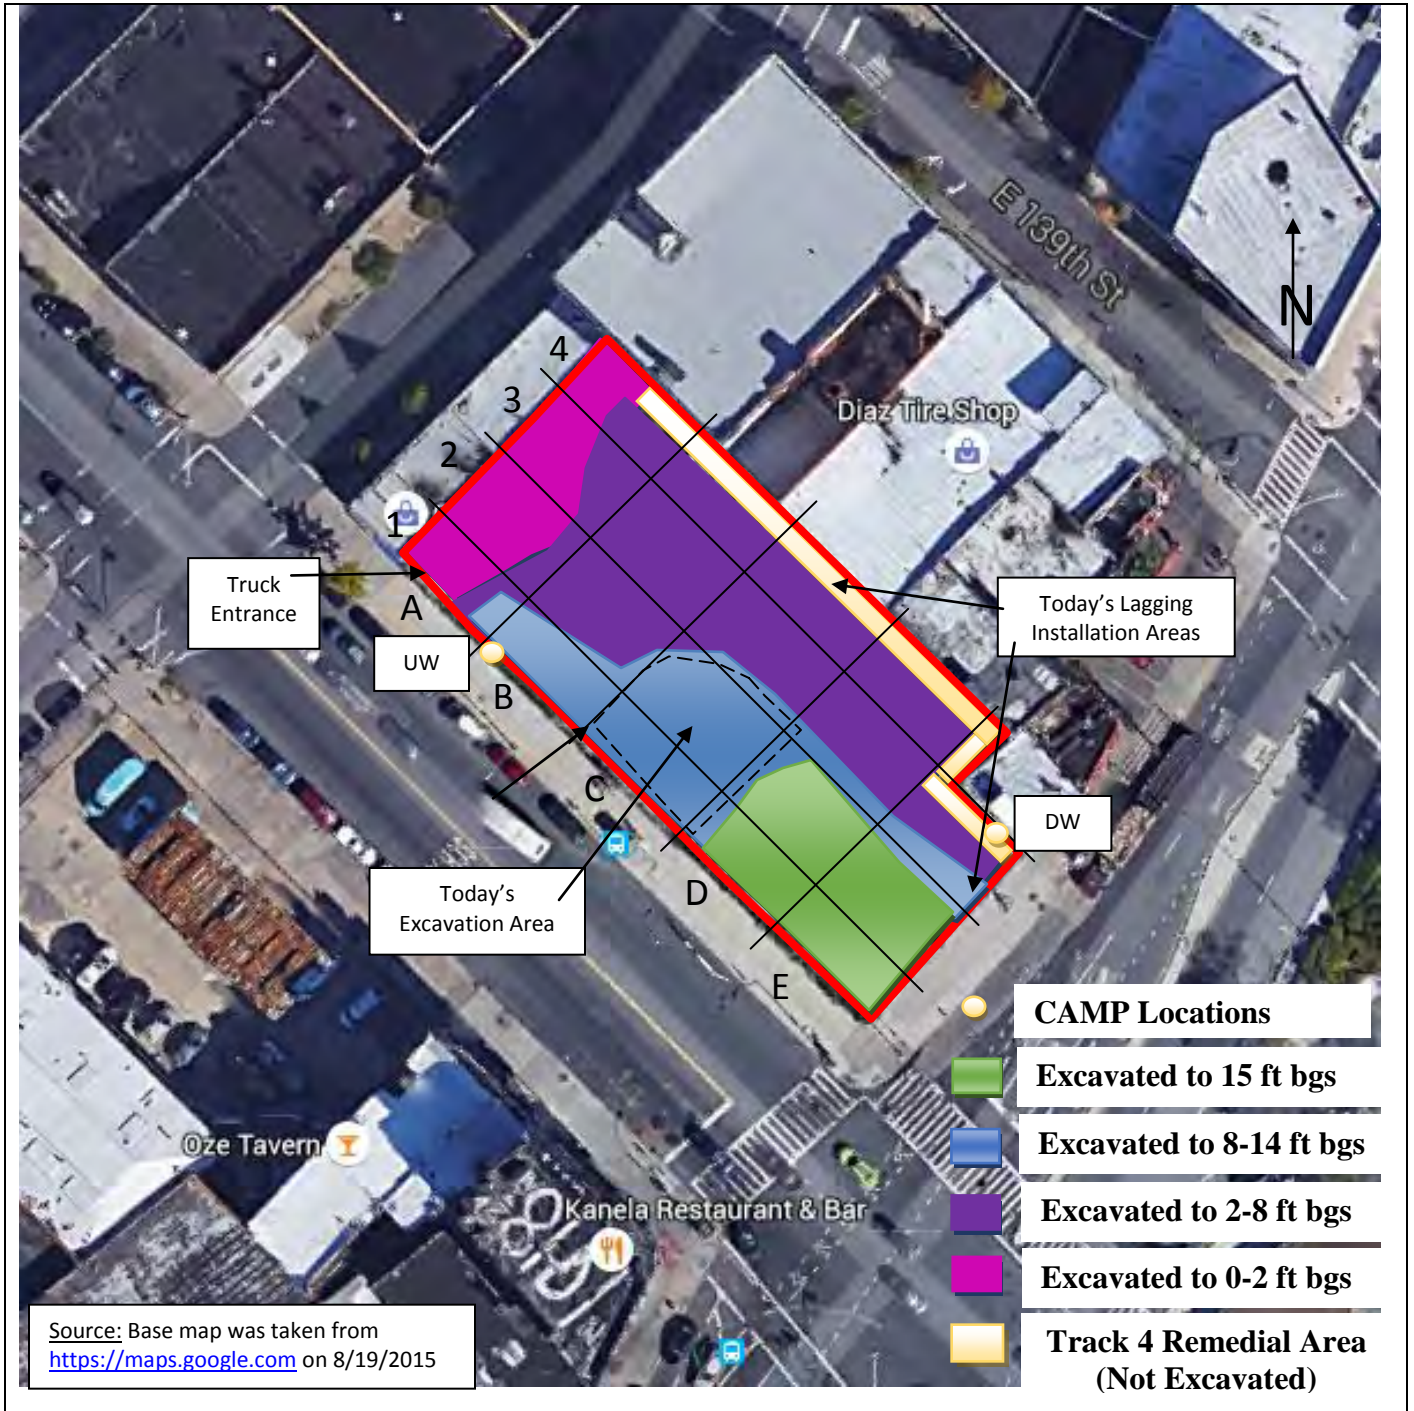 E 139th St
N
4
3
Diaz Tire Shop
2
1
Truck
Entrance
A
Today's Lagging
Installation Areas
UW
B
C
DW
Today's
Excavation Area
D
E
CAMP Locations
Excavated to 15 ft bgs
Excavated to 8-14 ft bgs
Oze Tavern
Kanela Restaurant & Bar
Excavated to 2-8 ft bgs
Excavated to 0-2 ft bgs
Source: Base map was taken from
https://maps.google.com on 8/19/2015
Track 4 Remedial Area
(Not Excavated)